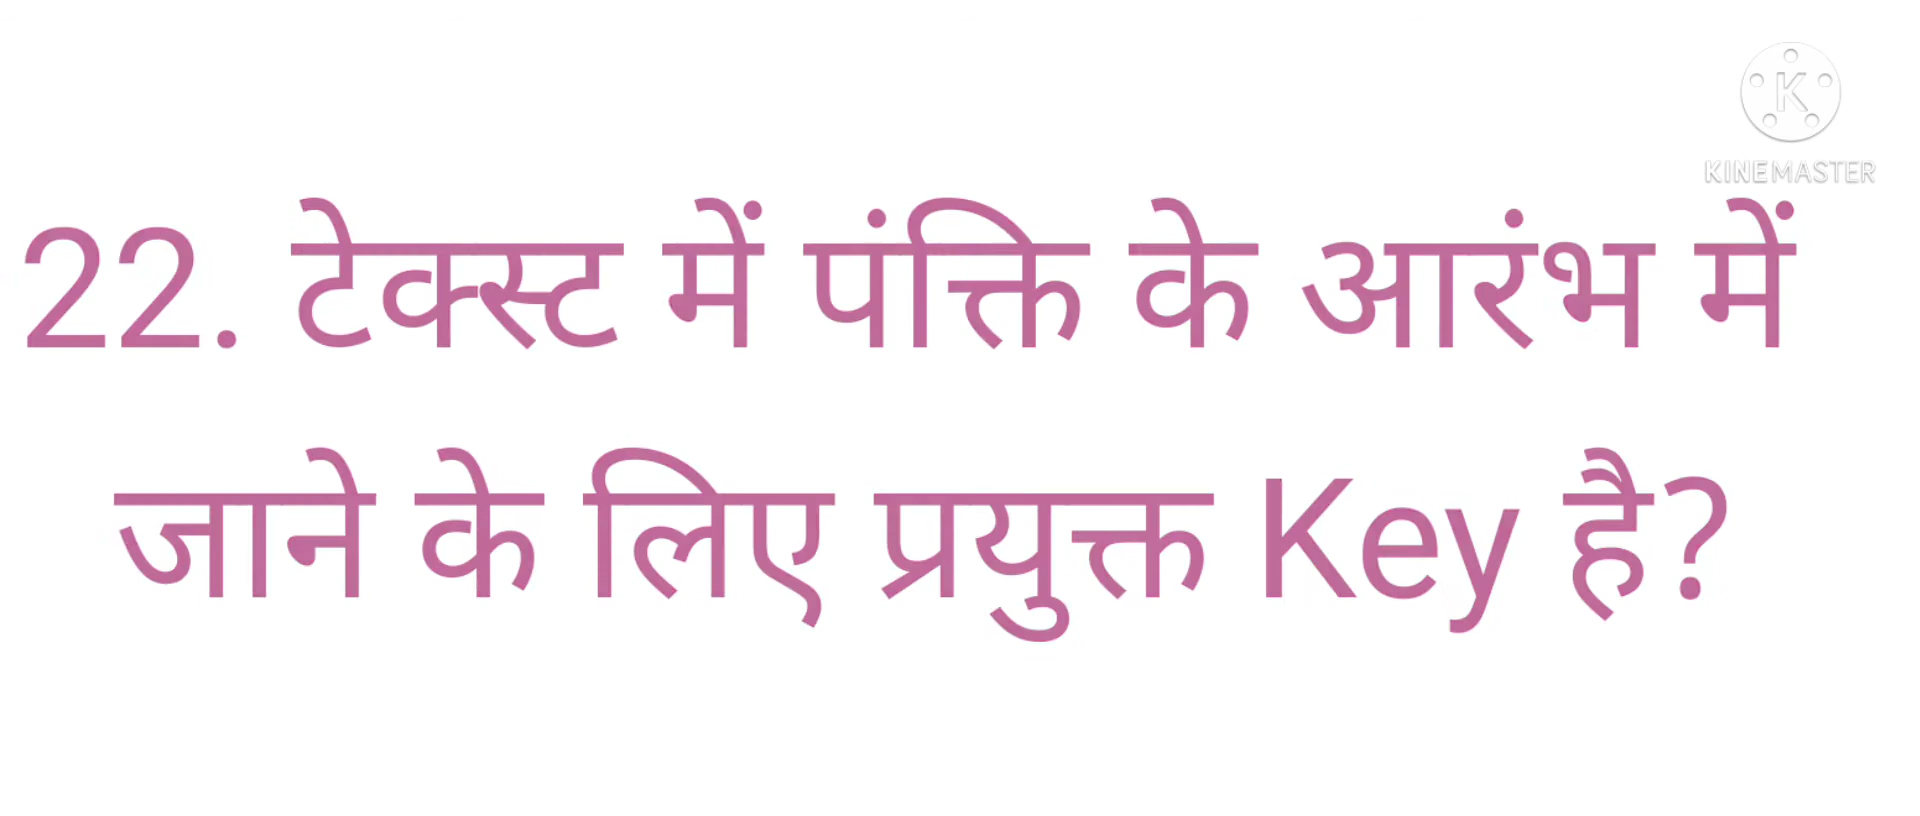 KINEMASTER
22. टेक्स्ट में पंक्ति के आरंभ में
जाने के लिए प्रयुक्त Key है?